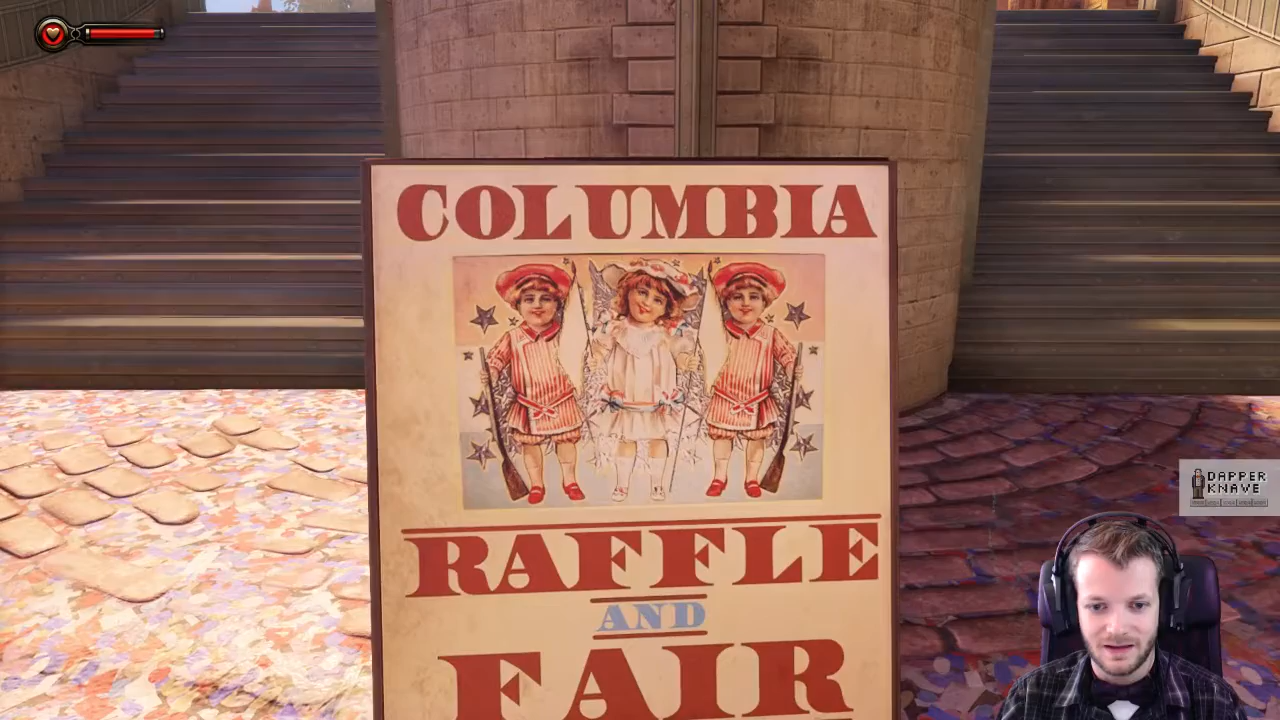 COLUMBIA
RAFFLE
AND
FAIR
DAPPER
KNAVE